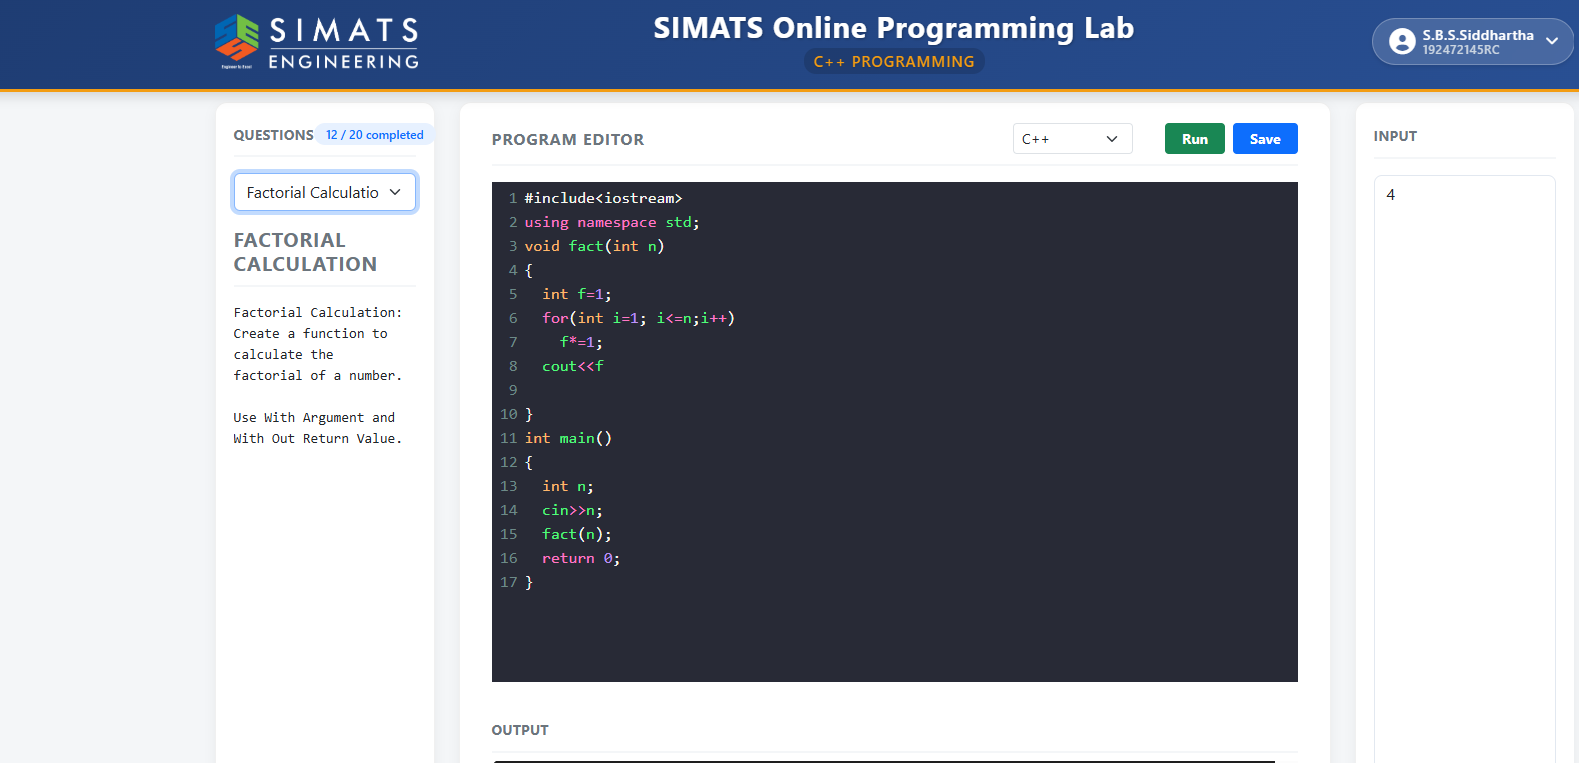 SIMATS
ENGINEERING
Engineer to Excel
SIMATS Online Programming Lab
C++ PROGRAMMING
S.B.S.Siddhartha
192472145RC
QUESTIONS 12 / 20 completed
Factorial Calculatio
FACTORIAL
CALCULATION
Factorial Calculation:
Create a function to
calculate the
factorial of a number.
Use With Argument and
With Out Return Value.
PROGRAM EDITOR
C++
Run
Save
1 #include<iostream>
2 using namespace std;
3 void fact(int n)
4 {
5   int f=1;
6   for(int i=1; i<=n;i++)
7     f*=1;
8   cout<<f
9
10 }
11 int main()
12 {
13   int n;
14   cin>>n;
15   fact(n);
16   return 0;
17 }
OUTPUT
INPUT
4